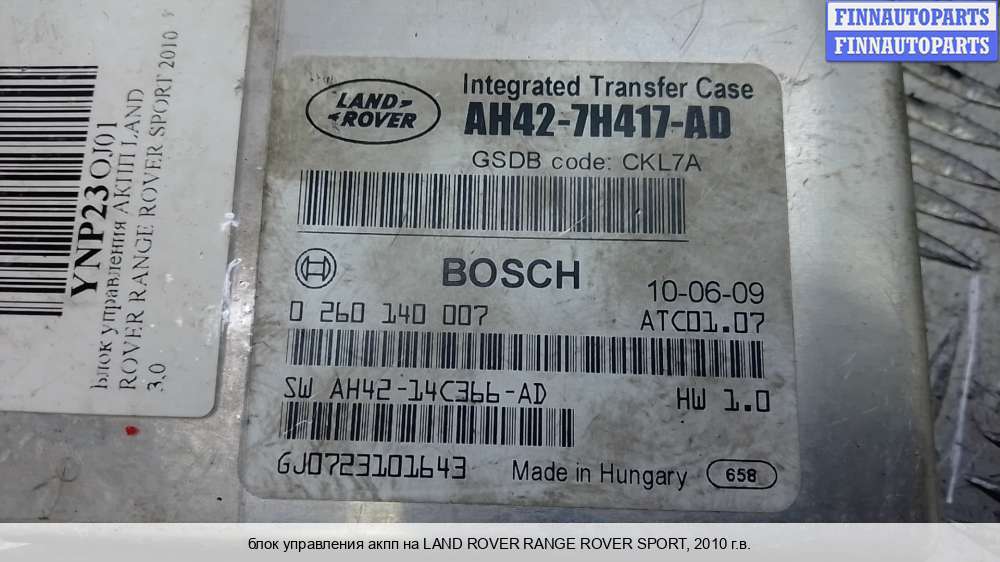 FINNAUTOPARTS
FINNAUTOPARTS
YNP23OJ01
Блок управления АКПП LAND
ROVER RANGE ROVER SPORT 2010
3.0
LAND
ROVER
Integrated Transfer Case
AH42-7H417-AD
GSDB code: CKL7A
BOSCH
10-06-09
0 260 140 007
ATC01.07
SW AH42-14C366-AD
HW 1.0
GJ0723101643
Made in Hungary
658
блок управления акпп на LAND ROVER RANGE ROVER SPORT, 2010 г.в.